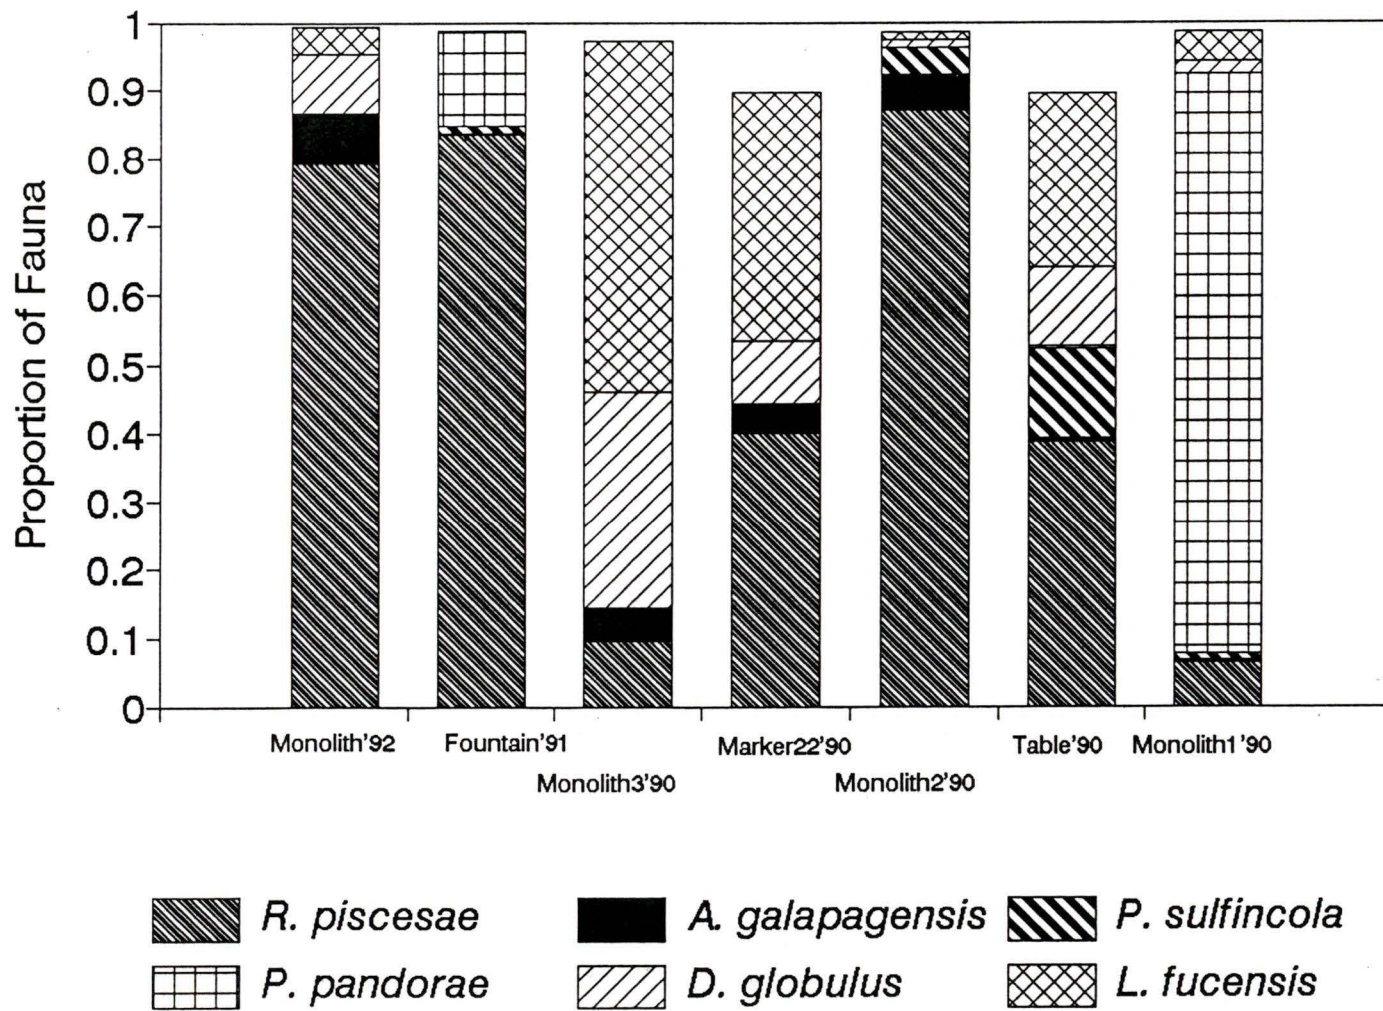 Proportion of Fauna
1
0.9
0.8
0.7
0.6
0.5
0.4
0.3
0.2
0.1
0
Monolith'92
Fountain'91
Monolith3'90
Marker22'90
Monolith2'90
Table'90
Monolith1'90
R. piscesae
A. galapagensis
P. sulfincola
P. pandorae
D. globulus
L. fucensis